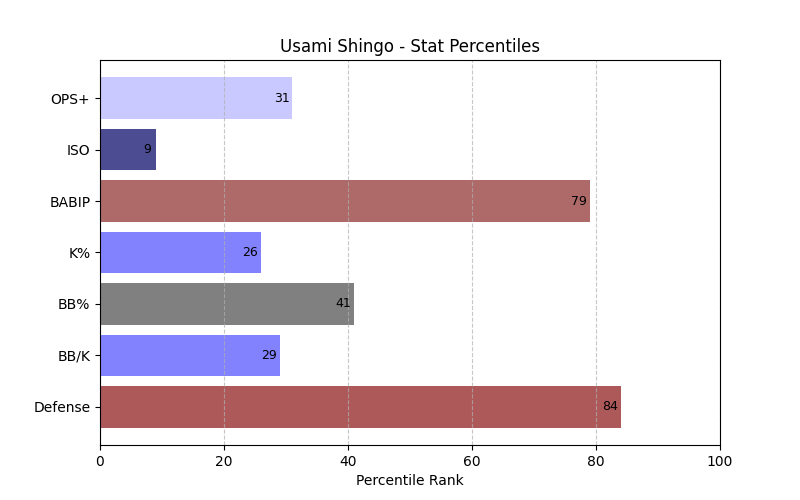 Usami Shingo - Stat Percentiles
OPS+ 31
ISO 9
BABIP 79
K% 26
BB% 41
BB/K 29
Defense 84
0 20 40 60 80 100
Percentile Rank